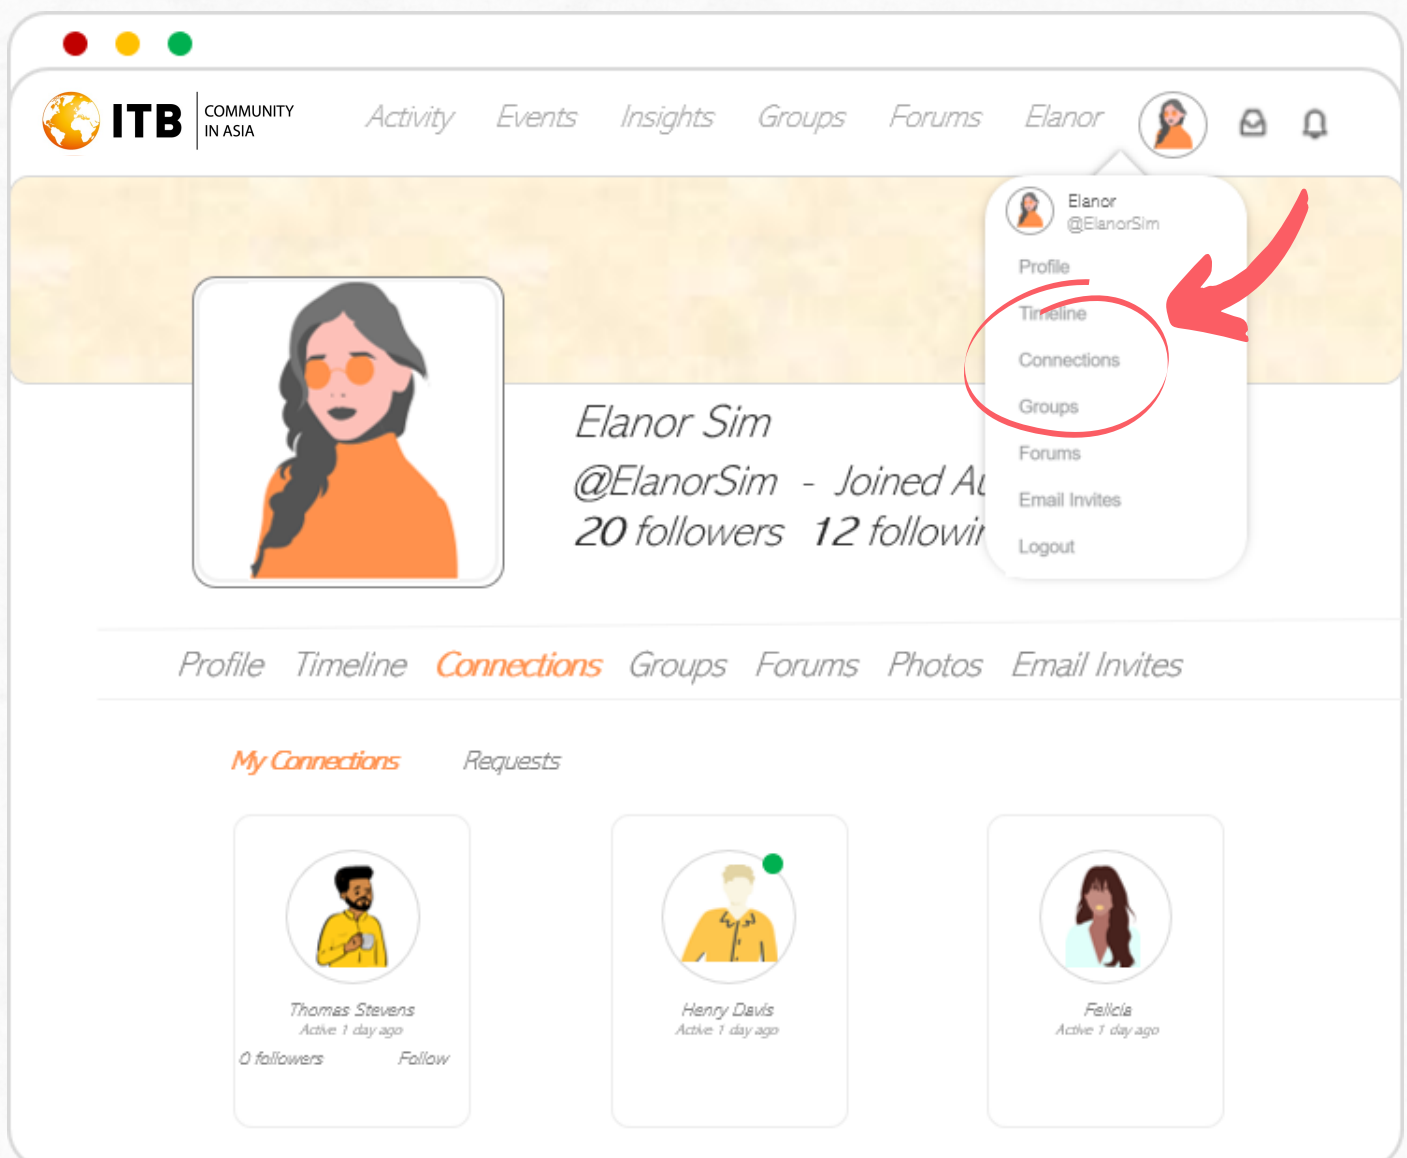 ITB
COMMUNITY
IN ASIA
Activity Events Insights Groups Forums Elanor
Elanor
@ElanorSim
Profile
Timeline
Connections
Groups
Forums
Email Invites
Logout
Elanor Sim
@ElanorSim - Joined
20 followers 12
Profile Timeline Connections Groups Forums Photos Email Invites
My Connections Requests
Thomas Stevens
Active 1 day ago
0 followers Follow
Henry Davis
Active 1 day ago
Felicia
Active 1 day ago